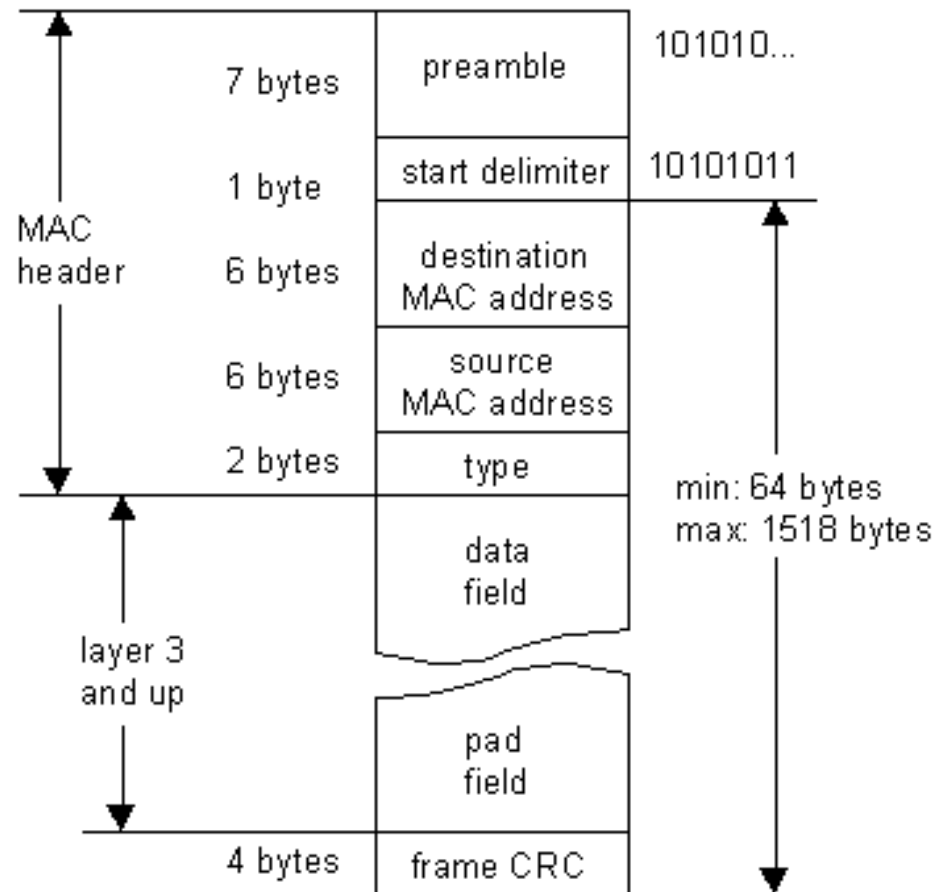 101010...
preamble
7 bytes
start delimiter
10101011
1 byte
MAC
header
destination
MAC address
6 bytes
source
MAC address
6 bytes
2 bytes
type
min: 64 bytes
max: 1518 bytes
data
field
layer 3
and up
pad
field
4 bytes
frame CRC